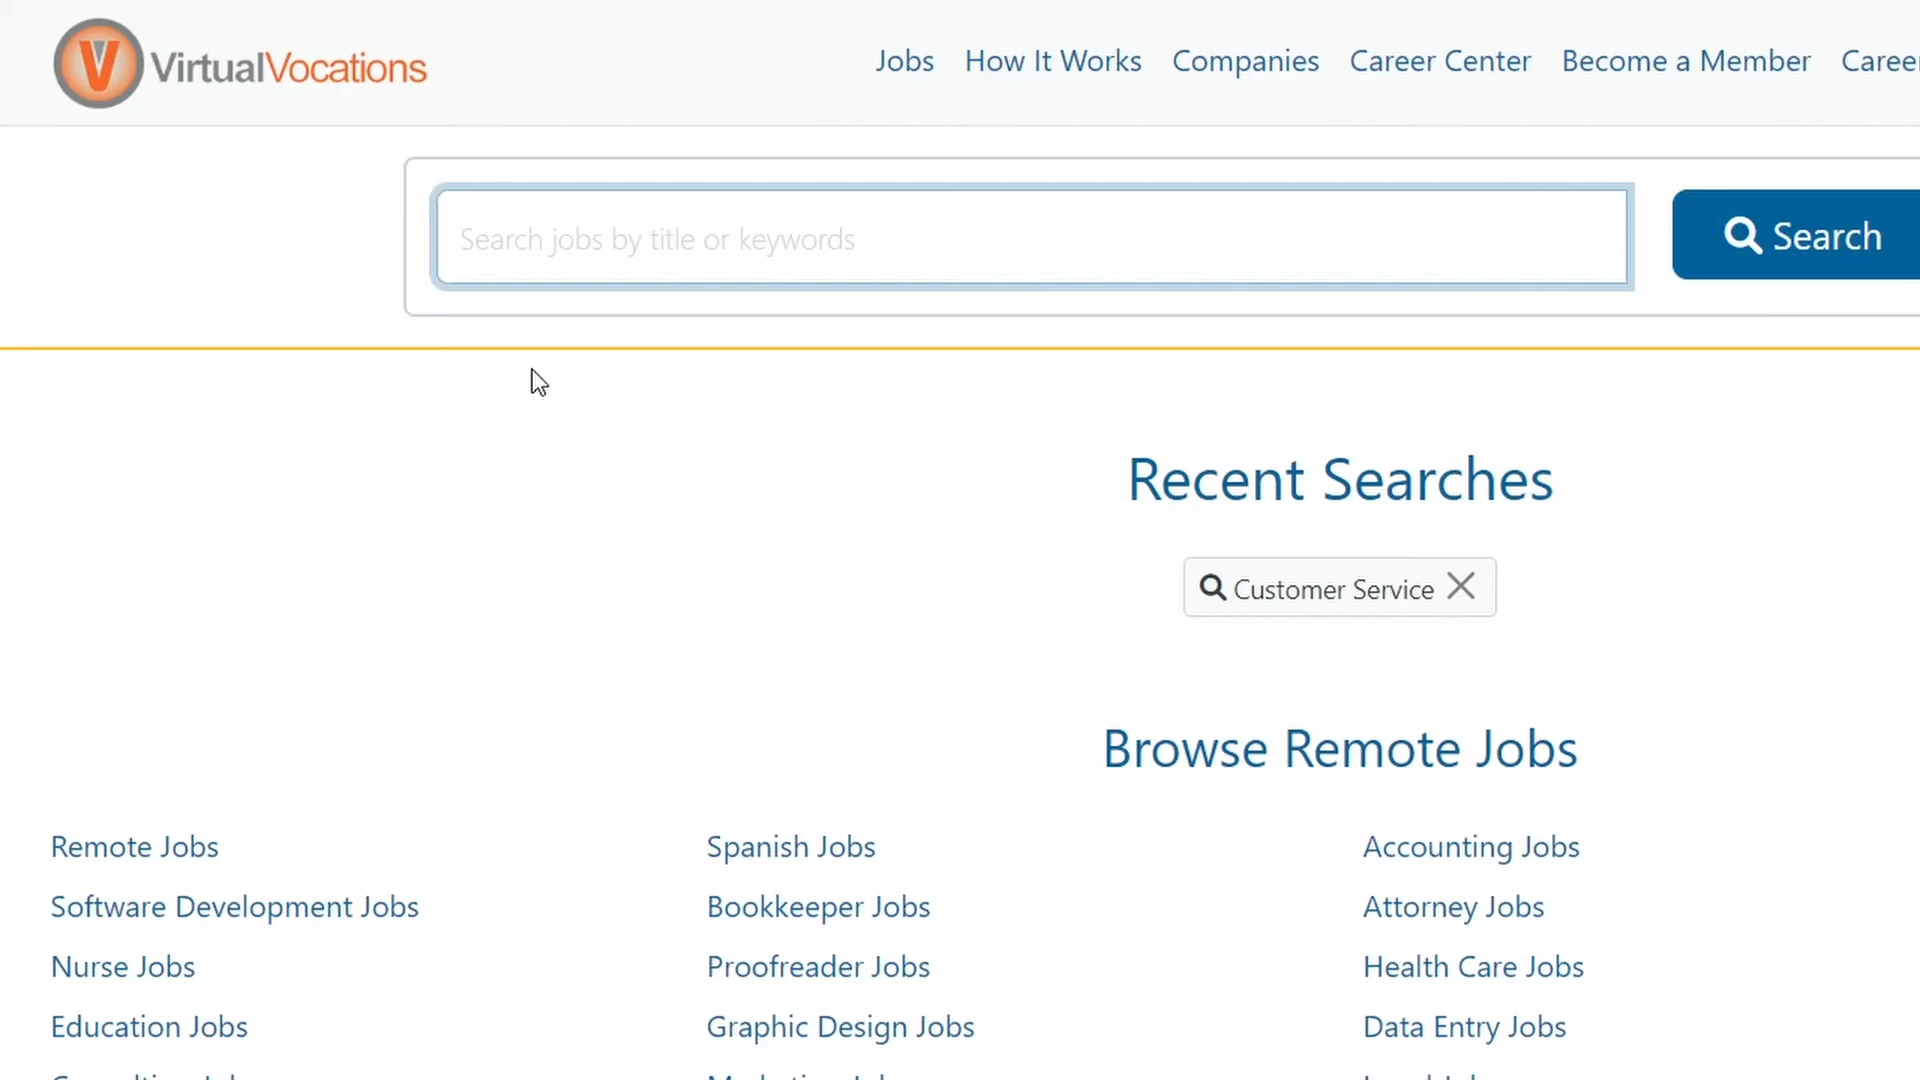 VirtualVocations
Jobs How It Works Companies Career Center Become a Member
Search jobs by title or keywords
Search
Recent Searches
Customer Service
Browse Remote Jobs
Remote Jobs Spanish Jobs Accounting Jobs
Software Development Jobs Bookkeeper Jobs Attorney Jobs
Nurse Jobs Proofreader Jobs Health Care Jobs
Education Jobs Graphic Design Jobs Data Entry Jobs